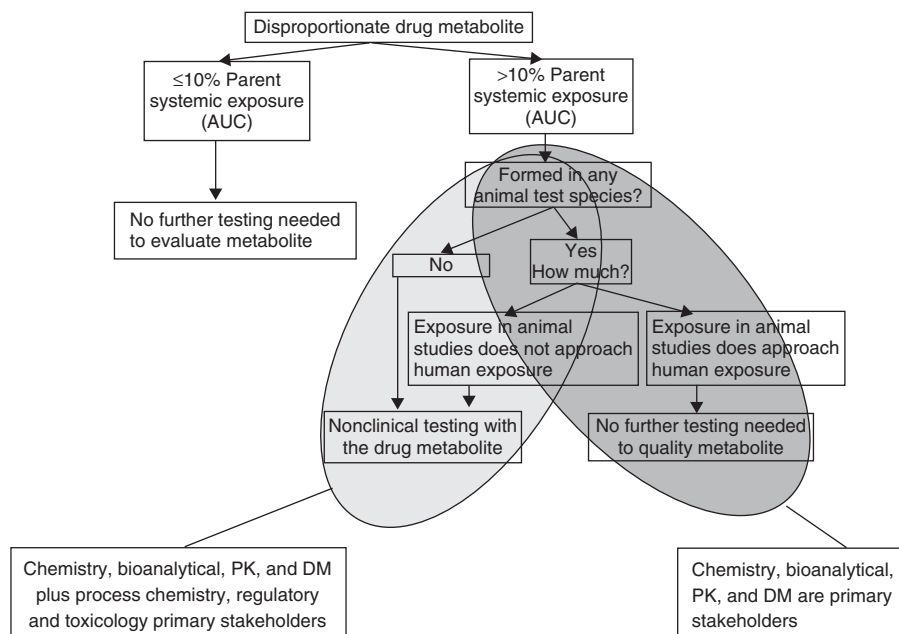 Disproportionate drug metabolite
≤10% Parent
systemic exposure
(AUC)
>10% Parent
systemic exposure
(AUC)
Formed in any
animal test species?
No further testing needed
to evaluate metabolite
No
Yes
How much?
Exposure in animal
studies does not approach
human exposure
Exposure in animal
studies does approach
human exposure
Nonclinical testing with
the drug metabolite
No further testing needed
to quality metabolite
Chemistry, bioanalytical, PK, and DM
plus process chemistry, regulatory
and toxicology primary stakeholders
Chemistry, bioanalytical,
PK, and DM are primary
stakeholders